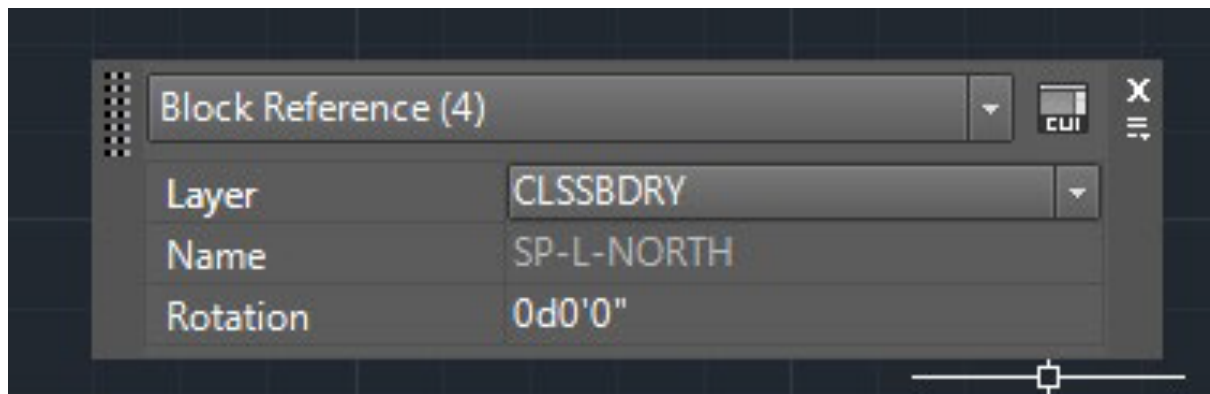 Block Reference (4)
CUI
Layer CLSSBDRY
Name SP-L-NORTH
Rotation 0d0'0"